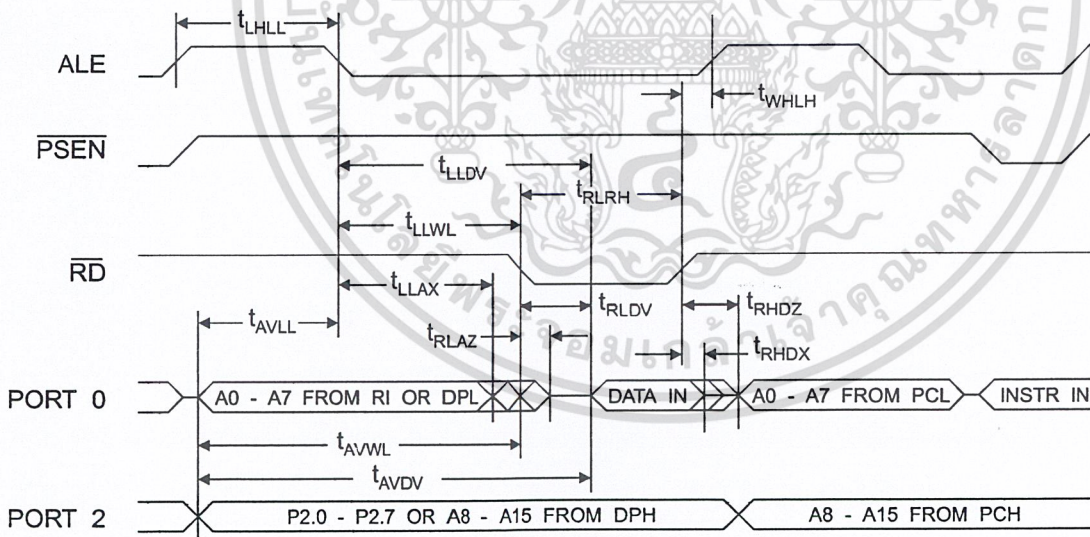 tLHLL
ALE
tWHLH
PSEN
tLLDV
tRLRH
tLLWL
RD
tLLAX
tRLDV
tRHDZ
tAVLL
tRLAZ
tRHDX
PORT 0
A0 - A7 FROM RI OR DPL
DATA IN
A0 - A7 FROM PCL
INSTR IN
tAVWL
tAVDV
PORT 2
P2.0 - P2.7 OR A8 - A15 FROM DPH
A8 - A15 FROM PCH